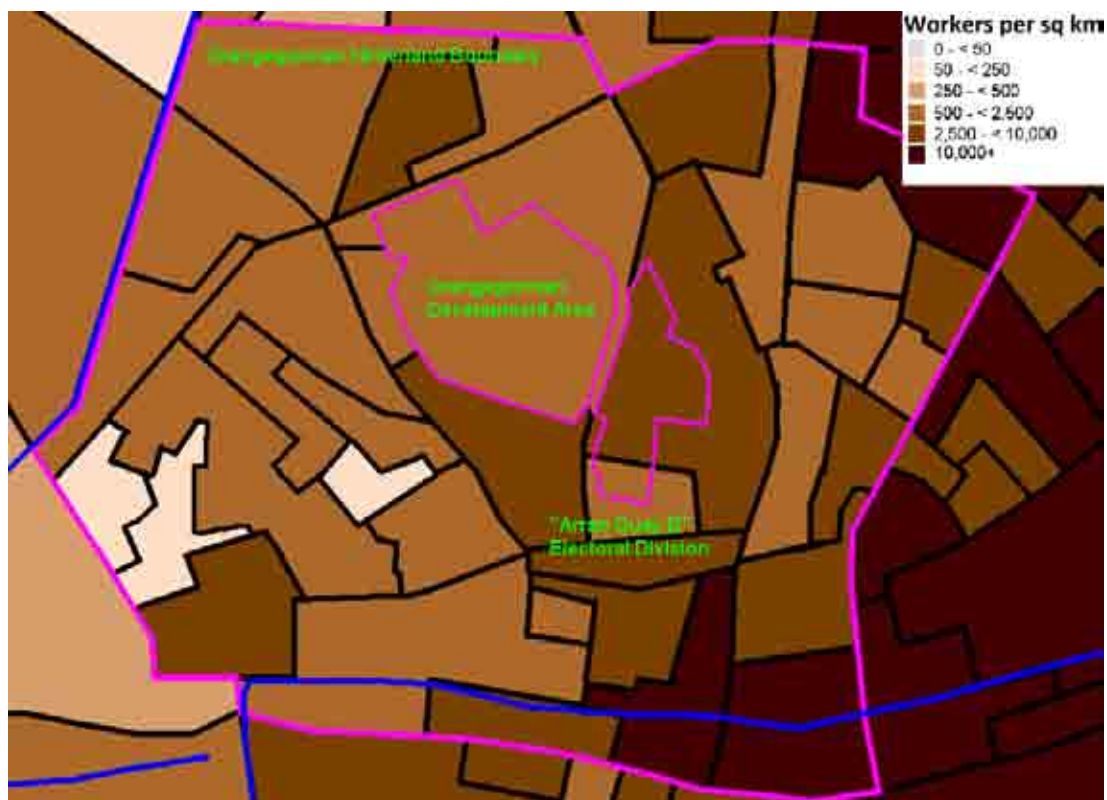 Workers per sq km
0 - < 50
50 - < 250
250 - < 500
500 - < 2,500
2,500 - < 10,000
10,000+
Grangegorman Hinterland Boundary
Grangegorman
Development Area
"Arran Quay B"
Electoral Division